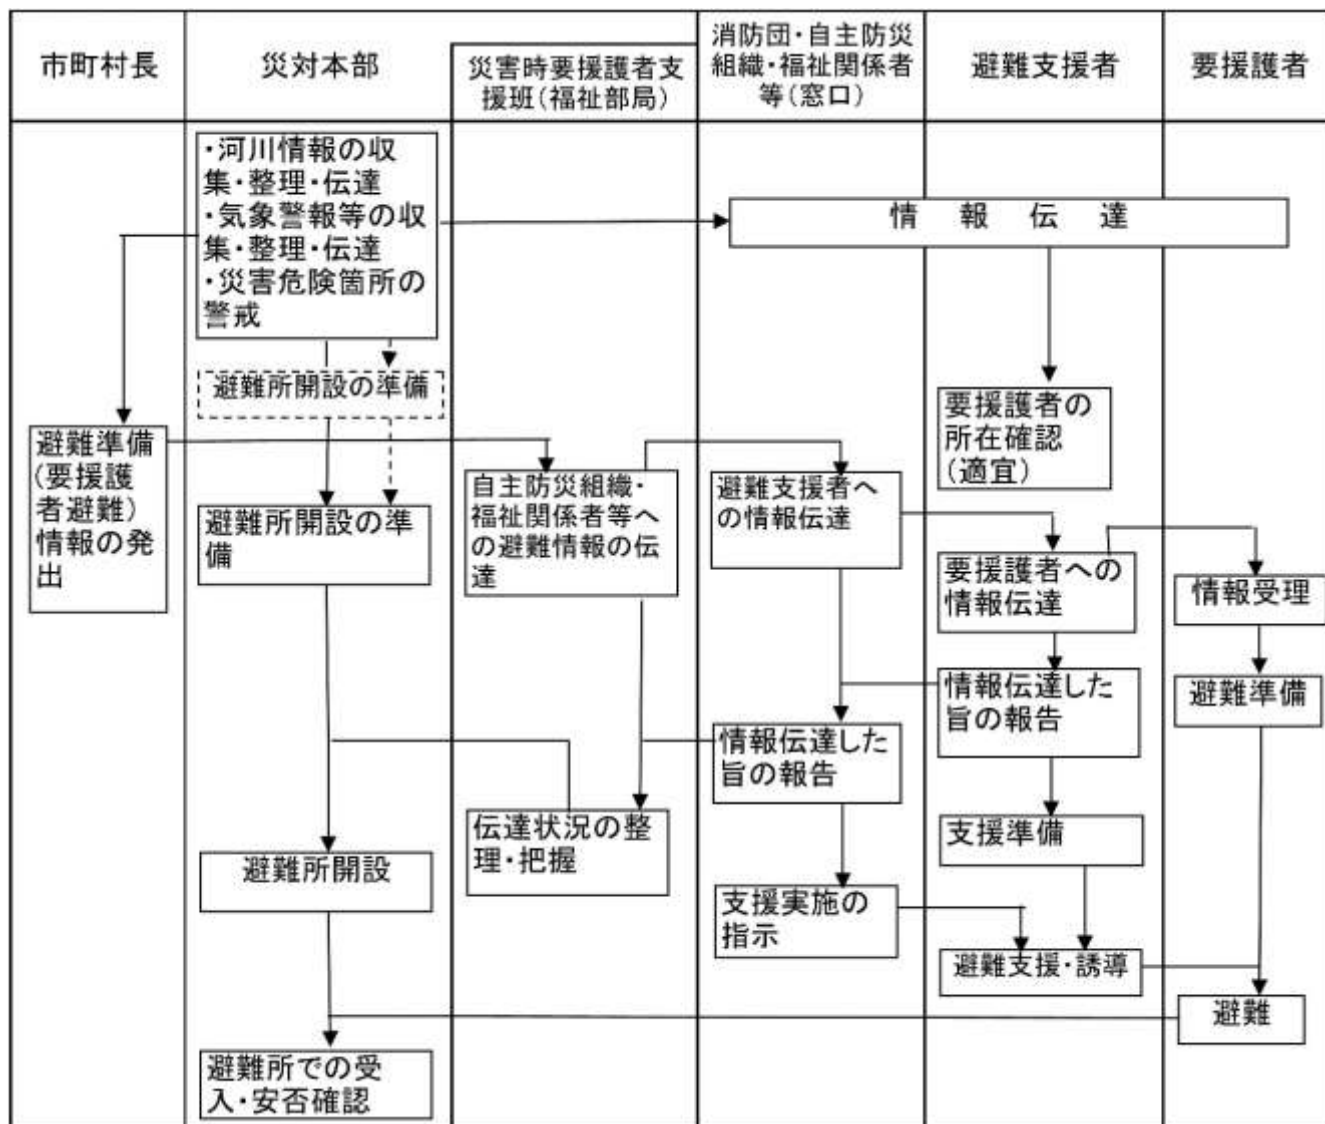 市町村長
災対本部
災害時要援護者支
援班(福祉部局)
消防団・自主防災
組織・福祉関係者
等(窓口)
避難支援者
要援護者
・河川情報の収
集・整理・伝達
・気象警報等の収
集・整理・伝達
・災害危険箇所の
警戒
情 報 伝 達
避難所開設の準備
要援護者の
所在確認
(適宜)
避難準備
(要援護
者避難)
情報の発
出
自主防災組織・
福祉関係者等へ
の避難情報の伝
達
避難支援者へ
の情報伝達
避難所開設の準
備
要援護者への
情報伝達
情報受理
情報伝達した
旨の報告
避難準備
情報伝達した
旨の報告
伝達状況の整
理・把握
支援準備
避難所開設
支援実施の
指示
避難支援・誘導
避難
避難所での受
入・安否確認